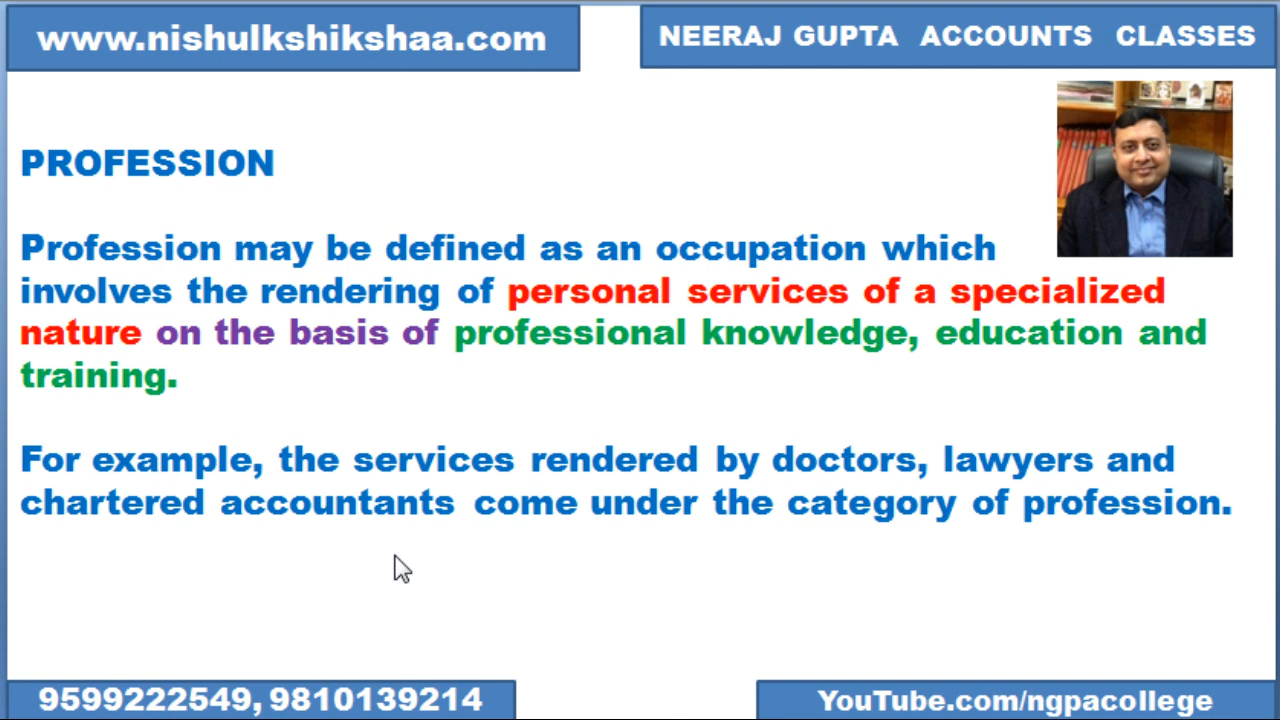 www.nishulkshikshaa.com
NEERAJ GUPTA ACCOUNTS CLASSES
PROFESSION
Profession may be defined as an occupation which
involves the rendering of personal services of a specialized
nature on the basis of professional knowledge, education and
training.
For example, the services rendered by doctors, lawyers and
chartered accountants come under the category of profession.
9599222549, 9810139214
YouTube.com/ngpacollege